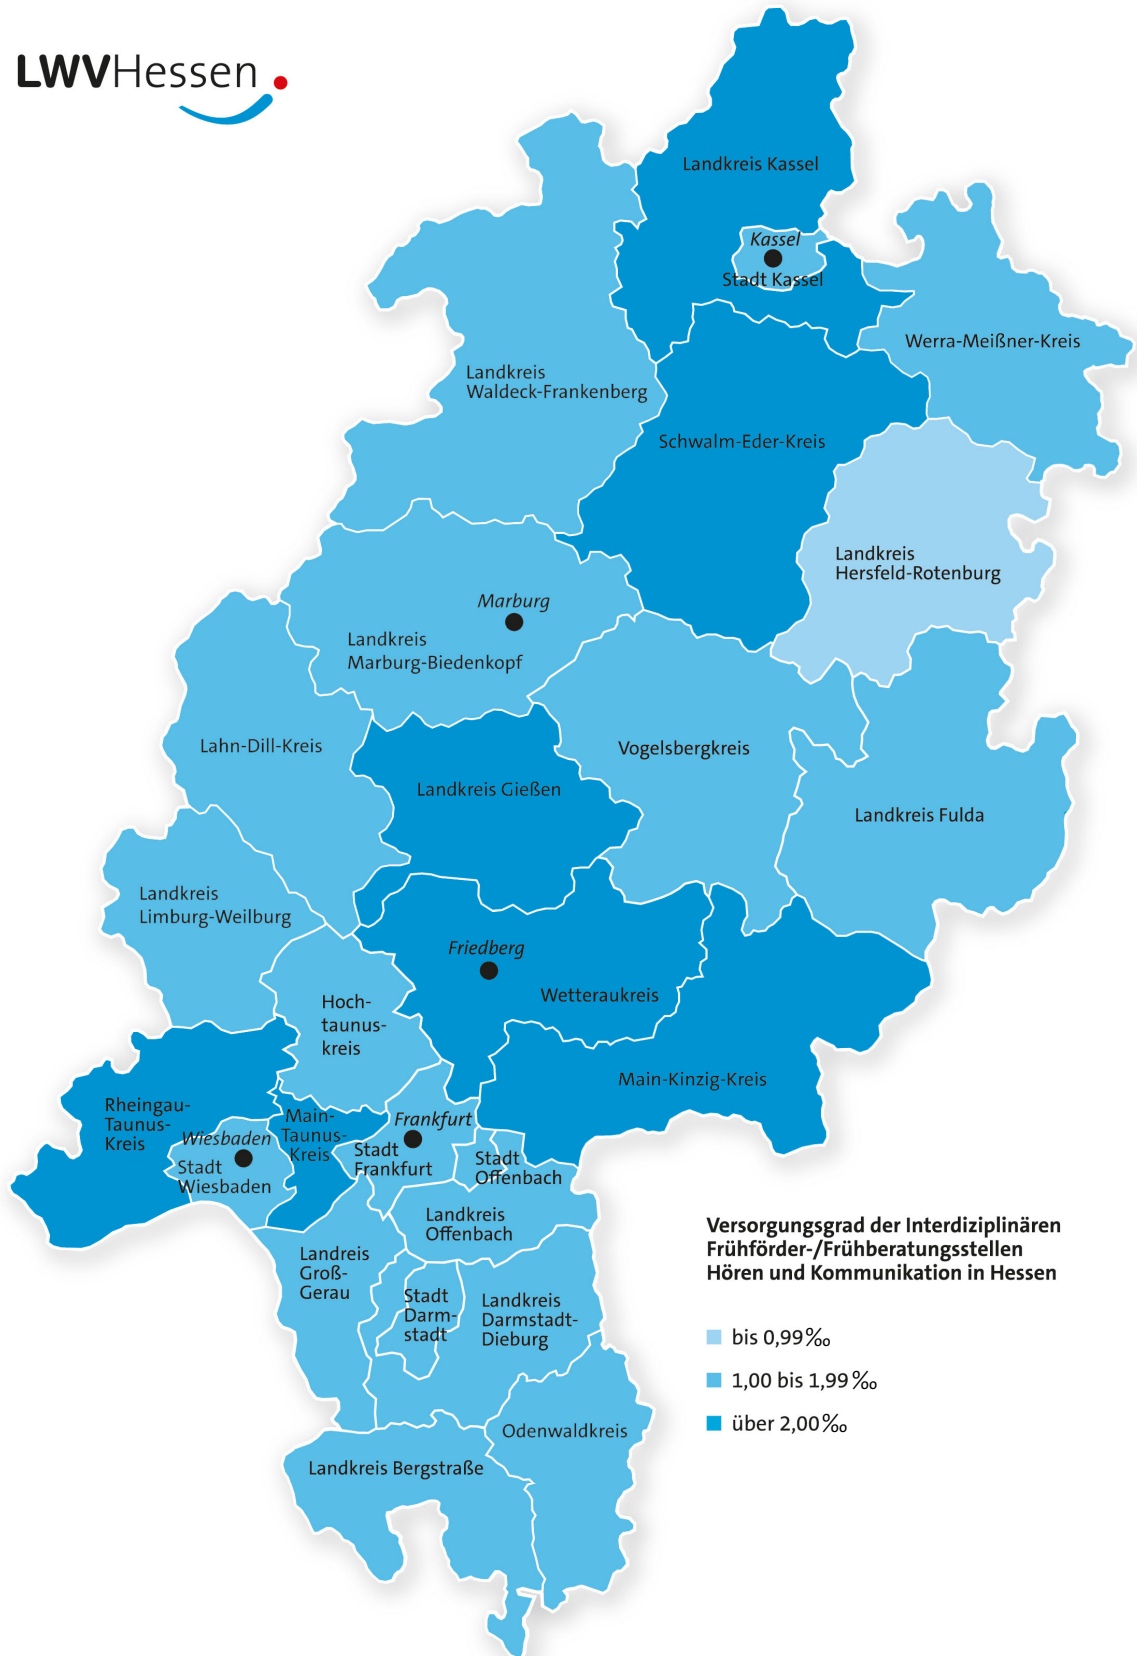 LWVHessen
Landkreis Kassel
Kassel
Stadt Kassel
Werra-Meißner-Kreis
Landkreis
Waldeck-Frankenberg
Schwalm-Eder-Kreis
Landkreis
Hersfeld-Rotenburg
Marburg
Landkreis
Marburg-Biedenkopf
Lahn-Dill-Kreis
Vogelsbergkreis
Landkreis Gießen
Landkreis Fulda
Landkreis
Limburg-Weilburg
Friedberg
Wetteraukreis
Hoch-
taunus-
kreis
Main-Kinzig-Kreis
Rheingau-
Taunus-
Kreis
Main-
Taunus-
Kreis
Wiesbaden
Stadt
Wiesbaden
Frankfurt
Stadt
Frankfurt
Stadt
Offenbach
Landkreis
Offenbach
Landreis
Groß-
Gerau
Stadt
Darm-
stadt
Landkreis
Darmstadt-
Dieburg
Odenwaldkreis
Landkreis Bergstraße
Versorgungsgrad der Interdiziplinären
Frühförder-/Frühberatungsstellen
Hören und Kommunikation in Hessen
bis 0,99‰
1,00 bis 1,99‰
über 2,00‰